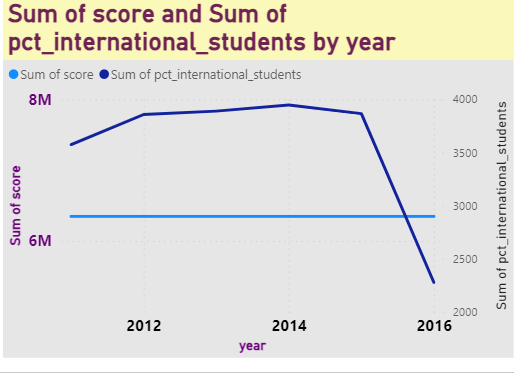 Sum of score and Sum of
pct_international_students by year
Sum of score Sum of pct_international_students
8M
6M
Sum of score
4000
3500
3000
2500
2000
Sum of pct_international_students
2012 2014 2016
year